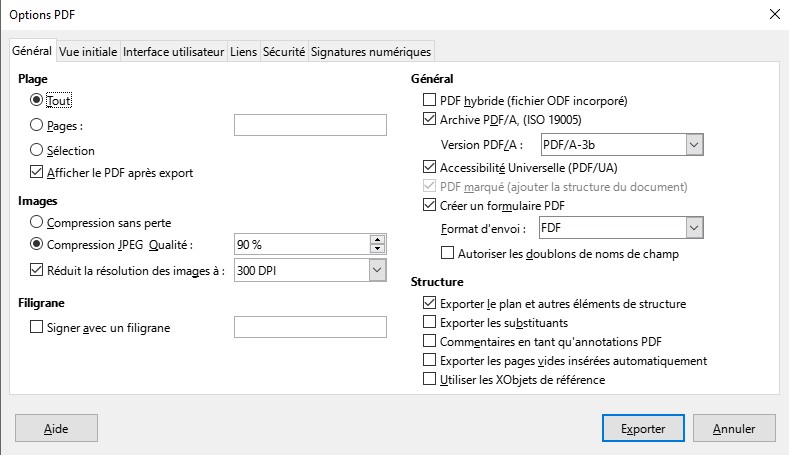 Options PDF
Général Vue initiale Interface utilisateur Liens Sécurité Signatures numériques
Plage
Tout
Pages :
Sélection
Afficher le PDF après export
Images
Compression sans perte
Compression JPEG Qualité : 90 %
Réduit la résolution des images à : 300 DPI
Filigrane
Signer avec un filigrane
Général
PDF hybride (fichier ODF incorporé)
Archive PDF/A, (ISO 19005)
Version PDF/A : PDF/A-3b
Accessibilité Universelle (PDF/UA)
PDF marqué (ajouter la structure du document)
Créer un formulaire PDF
Format d'envoi : FDF
Autoriser les doublons de noms de champ
Structure
Exporter le plan et autres éléments de structure
Exporter les substituants
Commentaires en tant qu'annotations PDF
Exporter les pages vides insérées automatiquement
Utiliser les XObjets de référence
Aide Exporter Annuler